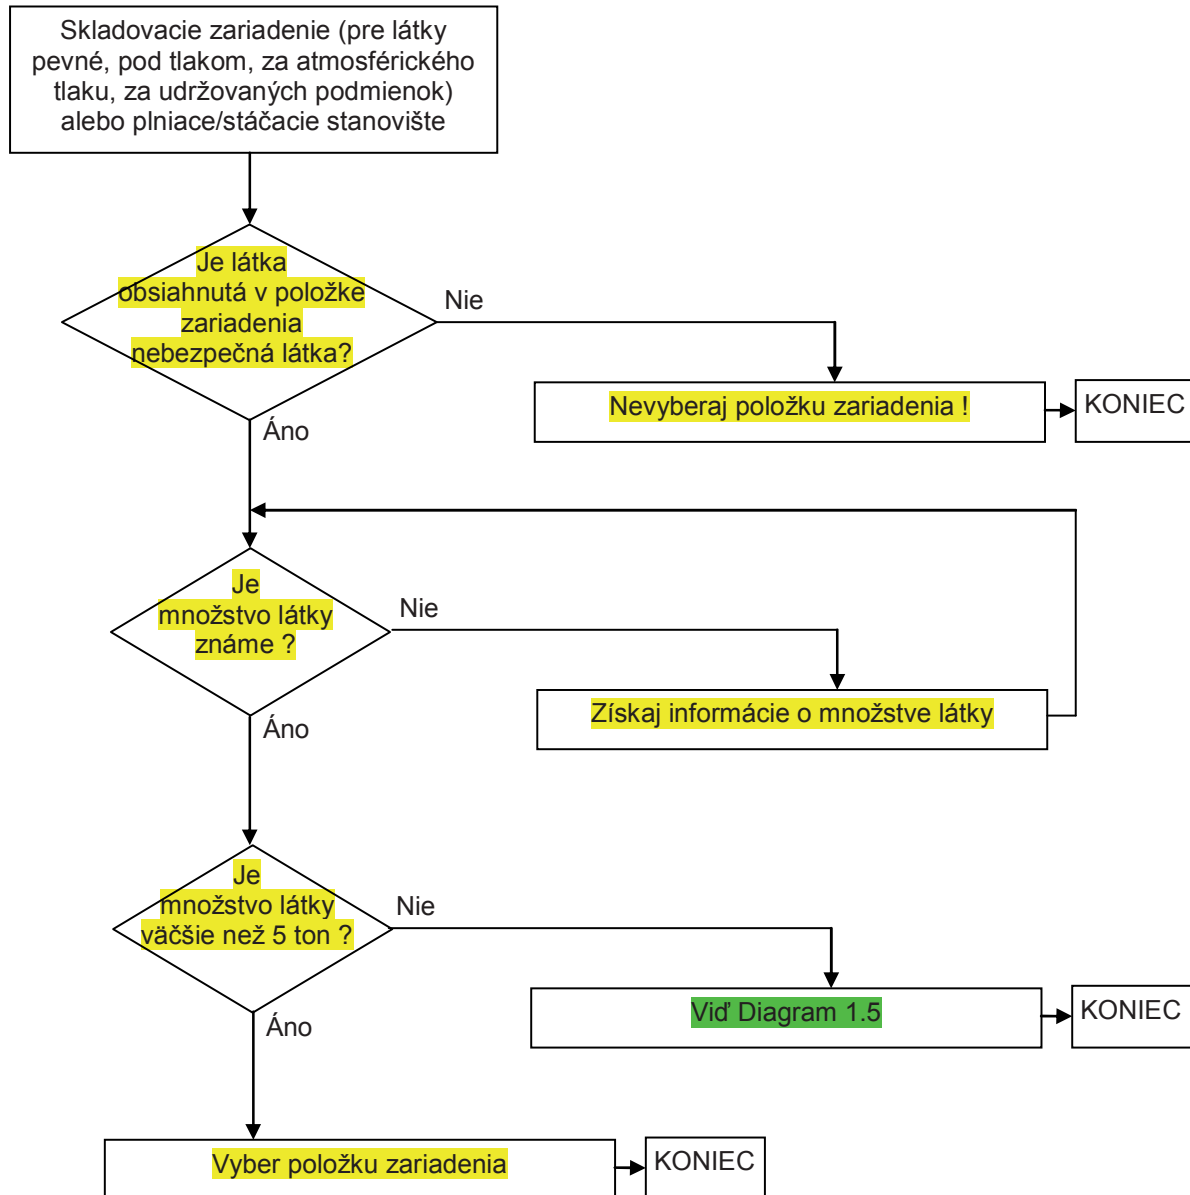 Skladovacie zariadenie (pre látky
pevné, pod tlakom, za atmosférického
tlaku, za udržovaných podmienok)
alebo plniace/stáčacie stanovište
Je látka
obsiahnutá v položke
zariadenia
nebezpečná látka?
Nie
Nevyberaj položku zariadenia !
KONIEC
Áno
Je
množstvo látky
známe ?
Nie
Získaj informácie o množstve látky
Áno
Je
množstvo látky
väčšie než 5 ton ?
Nie
Viď Diagram 1.5
KONIEC
Áno
Vyber položku zariadenia
KONIEC